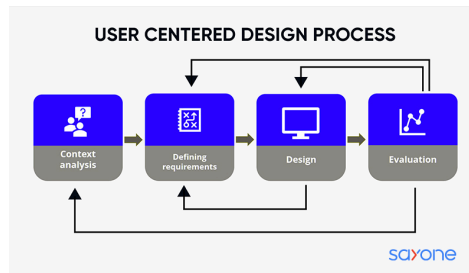 USER CENTERED DESIGN PROCESS
?
Context
analysis
Defining
requirements
Design
Evaluation
sayone